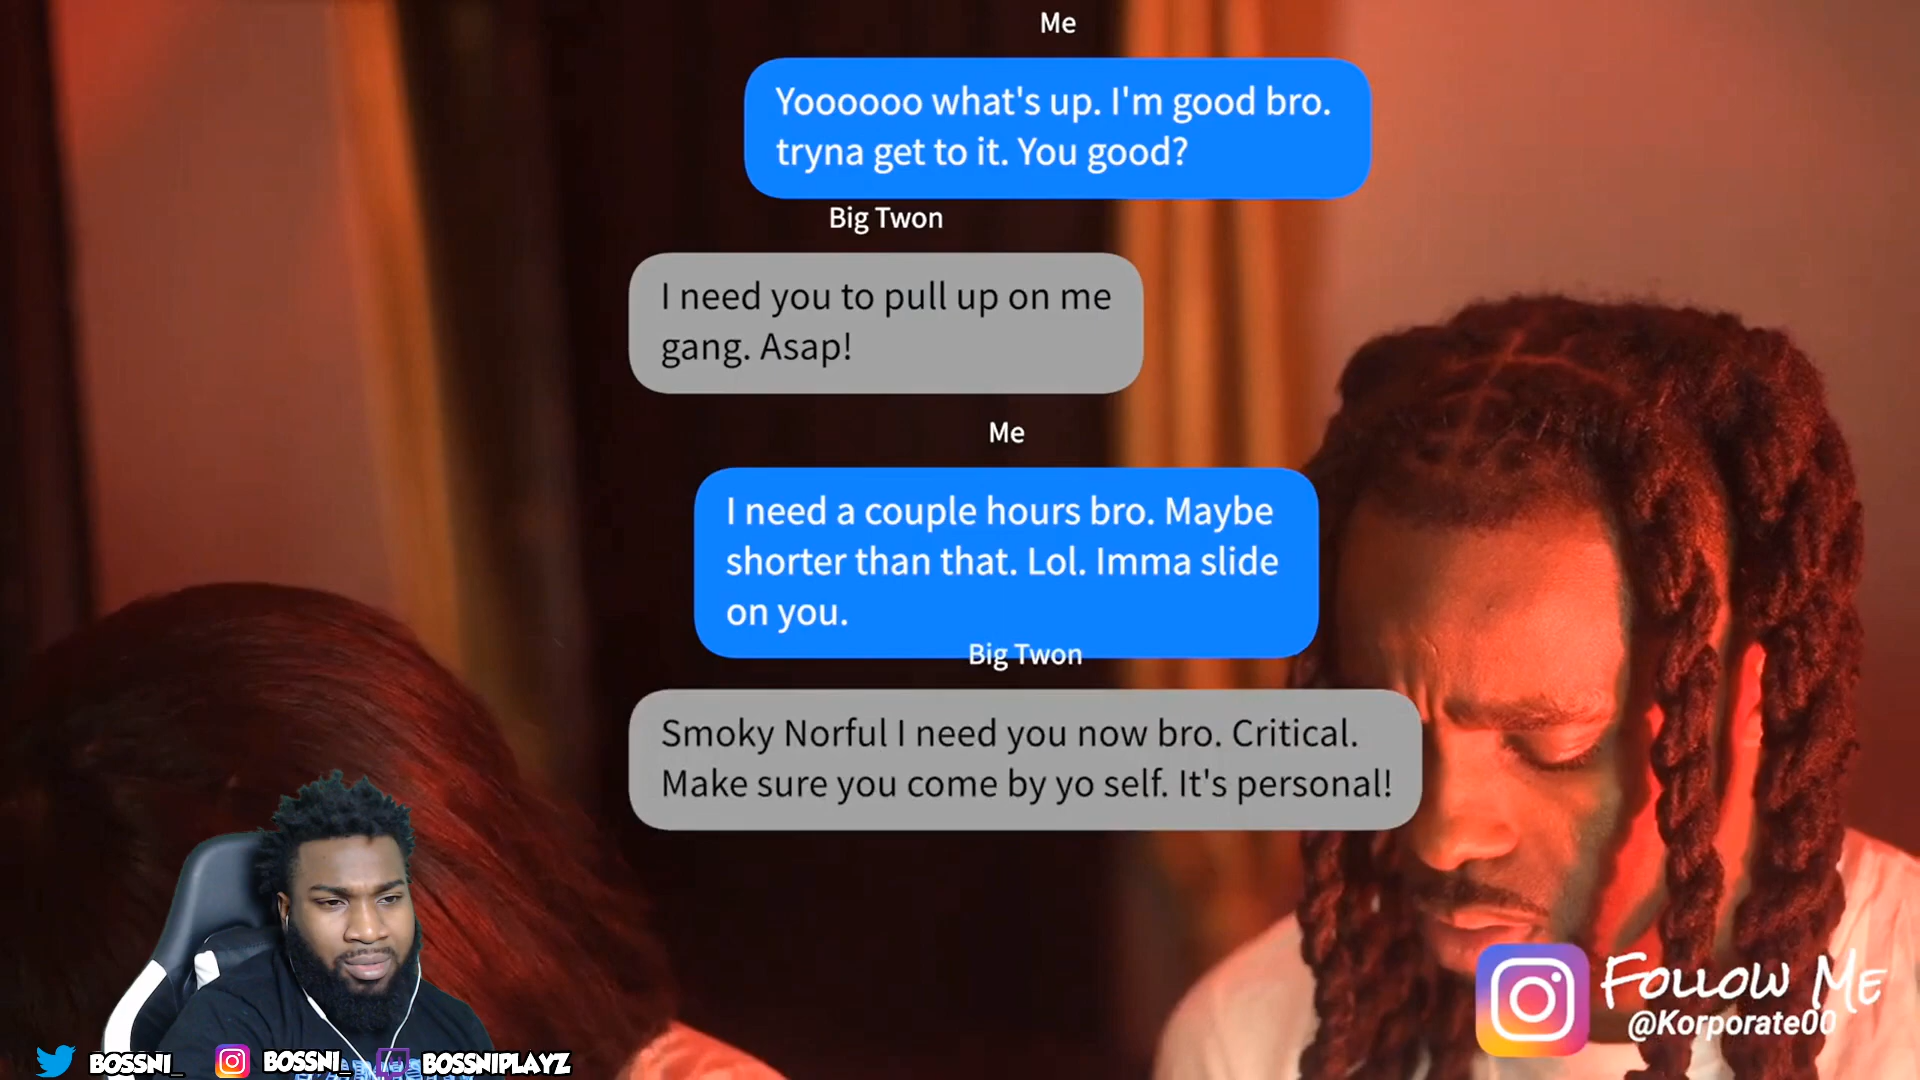 Me
Yoooooo what's up. I'm good bro.
tryna get to it. You good?
Big Twon
I need you to pull up on me
gang. Asap!
Me
I need a couple hours bro. Maybe
shorter than that. Lol. Imma slide
on you.
Big Twon
Smoky Norful I need you now bro. Critical.
Make sure you come by yo self. It's personal!
Follow Me
@Korporate00
BOSSNI_ BOSSNI_ BOSSNIPLAYZ